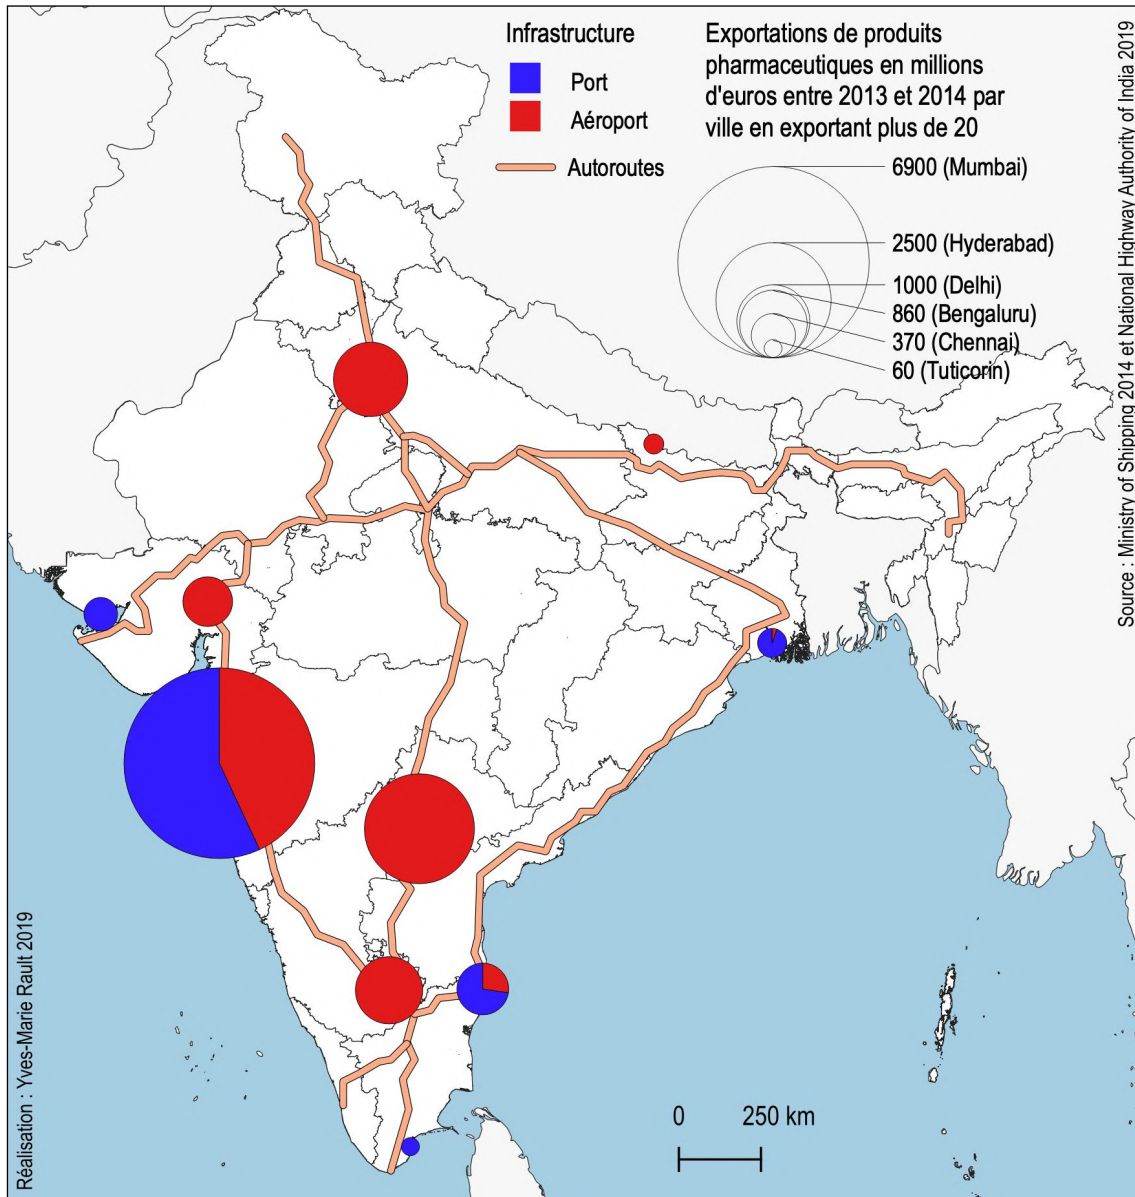 Infrastructure
Port
Aéroport
Autoroutes
Exportations de produits
pharmaceutiques en millions
d'euros entre 2013 et 2014 par
ville en exportant plus de 20
6900 (Mumbai)
2500 (Hyderabad)
1000 (Delhi)
860 (Bengaluru)
370 (Chennai)
60 (Tuticorin)
Source : Ministry of Shipping 2014 et National Highway Authority of India 2019
Réalisation : Yves-Marie Rault 2019
0 250 km